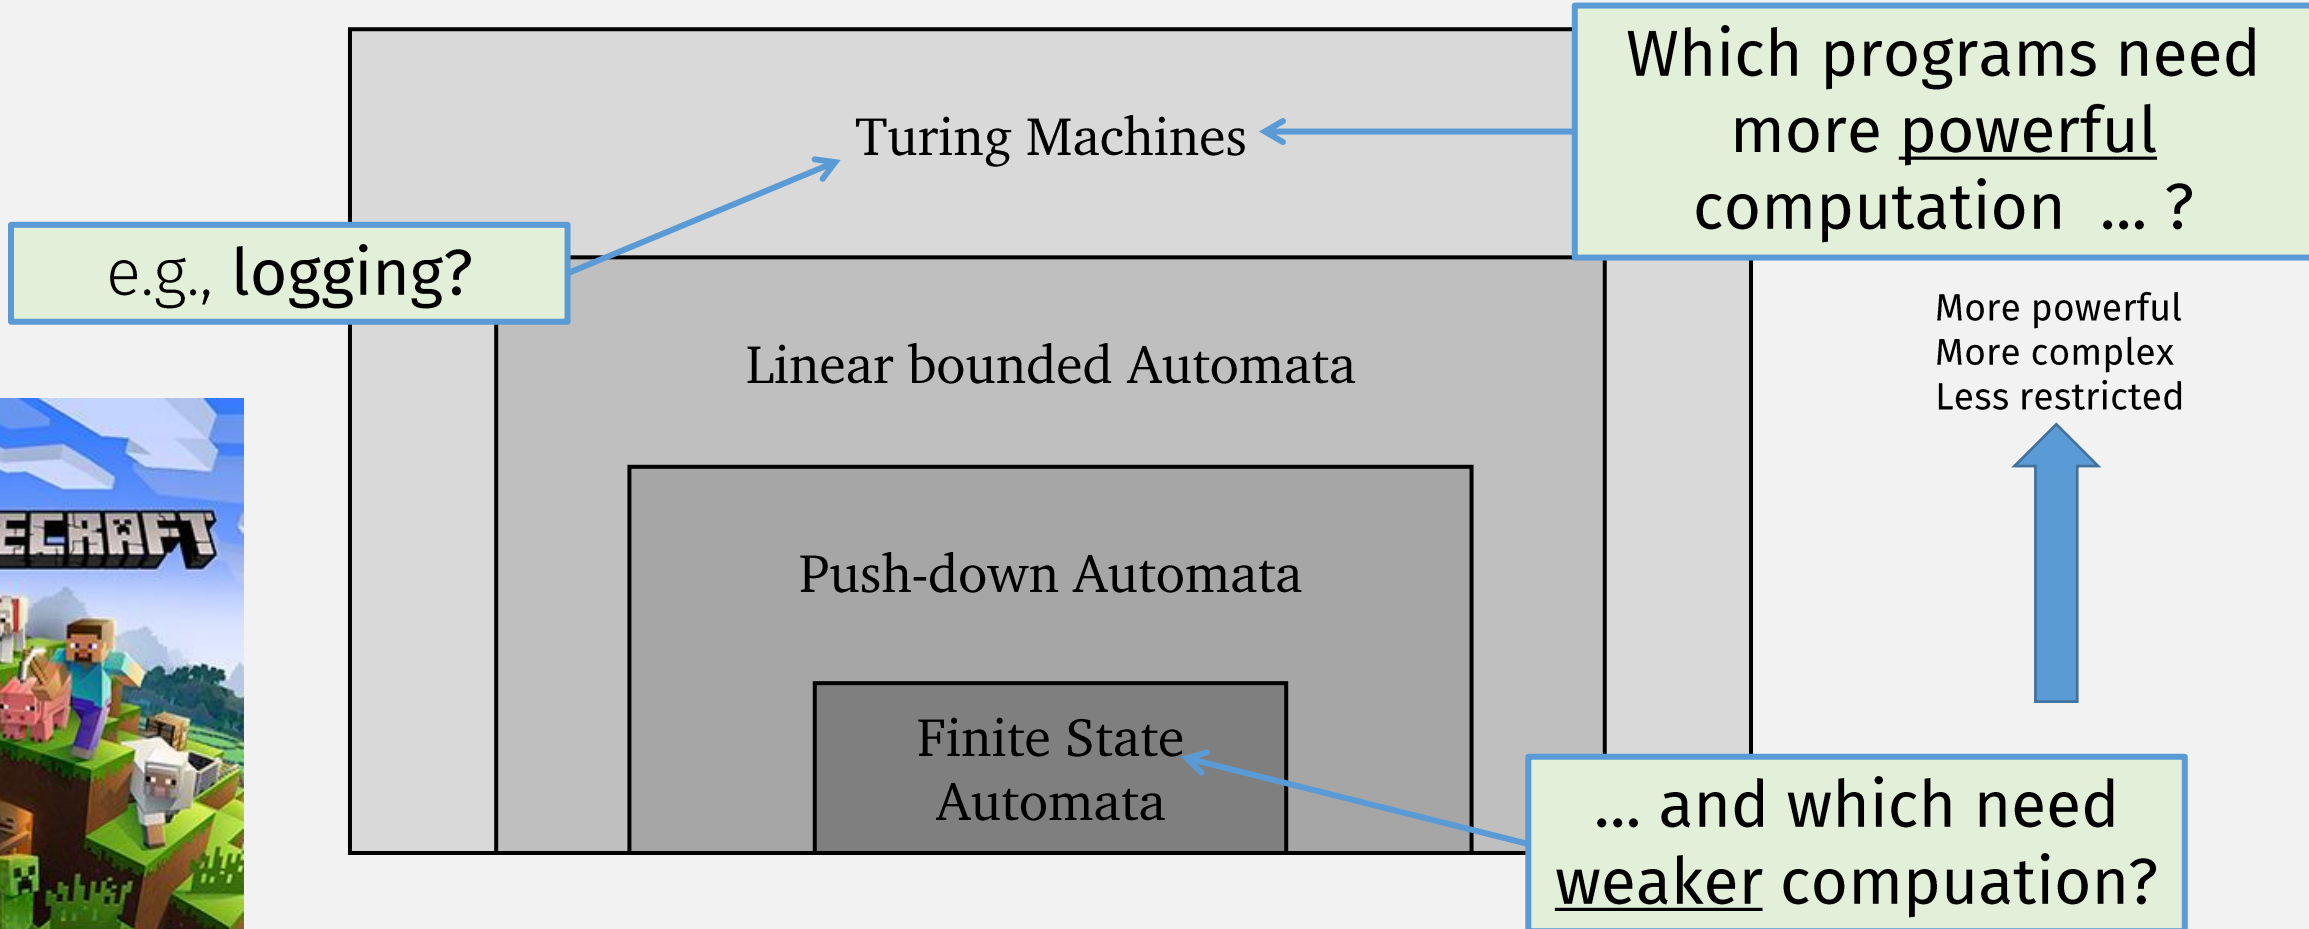 Which programs need
more powerful
computation ... ?
Turing Machines
e.g., logging?
More powerful
More complex
Less restricted
Linear bounded Automata
ECRAFT
Push-down Automata
Finite State
Automata
... and which need
weaker compuation?